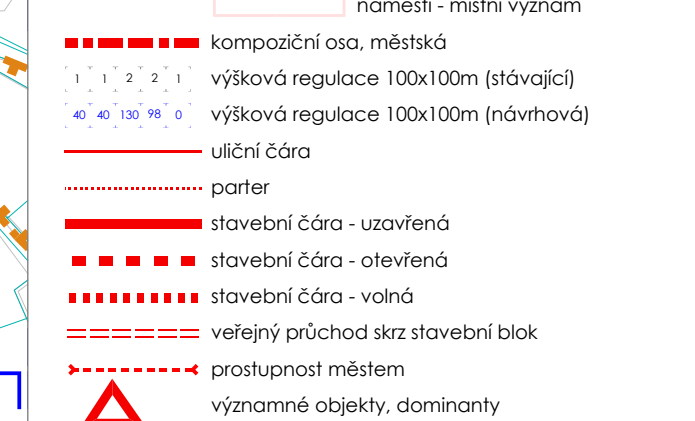 náměstí - místní význam
kompoziční osa, městská
1 1 2 2 1 výšková regulace 100x100m (stávající)
40 40 130 98 0 výšková regulace 100x100m (návrhová)
uliční čára
parter
stavební čára - uzavřená
stavební čára - otevřená
stavební čára - volná
veřejný průchod skrz stavební blok
prostupnost městem
významné objekty, dominanty